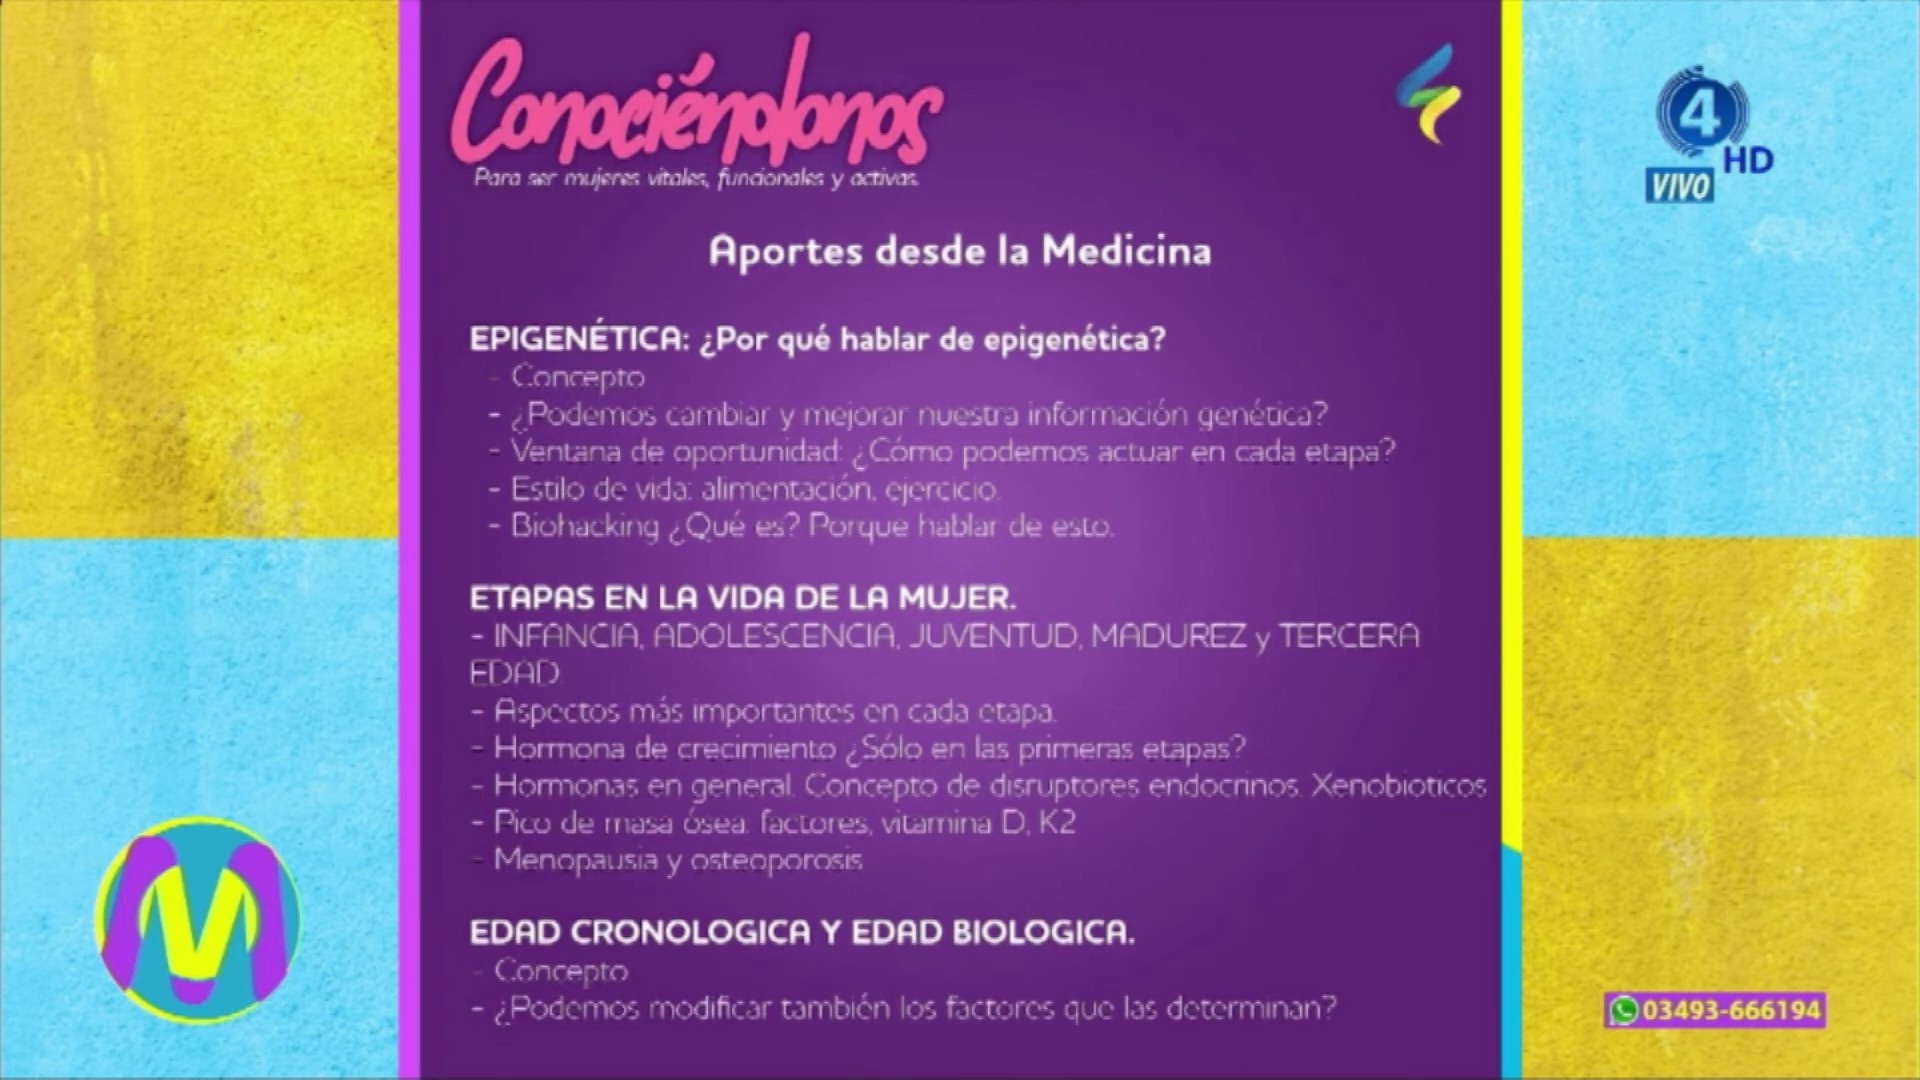 Conociéndonos
Para ser mujeres vitales, funcionales y activas.
4
HD
VIVO
Aportes desde la Medicina
EPIGENÉTICA: ¿Por qué hablar de epigenética?
- Concepto
- ¿Podemos cambiar y mejorar nuestra información genética?
- Ventana de oportunidad: ¿Cómo podemos actuar en cada etapa?
- Estilo de vida: alimentación, ejercicio.
- Biohacking ¿Qué es? Porque hablar de esto.
ETAPAS EN LA VIDA DE LA MUJER.
- INFANCIA, ADOLESCENCIA, JUVENTUD, MADUREZ y TERCERA
EDAD.
- Aspectos más importantes en cada etapa.
- Hormona de crecimiento ¿Sólo en las primeras etapas?
- Hormonas en general. Concepto de disruptores endocrinos. Xenobioticos
- Pico de masa ósea: factores, vitamina D, K2
- Menopausia y osteoporosis
EDAD CRONOLOGICA Y EDAD BIOLOGICA.
- Concepto
- ¿Podemos modificar también los factores que las determinan?
M
03493-666194